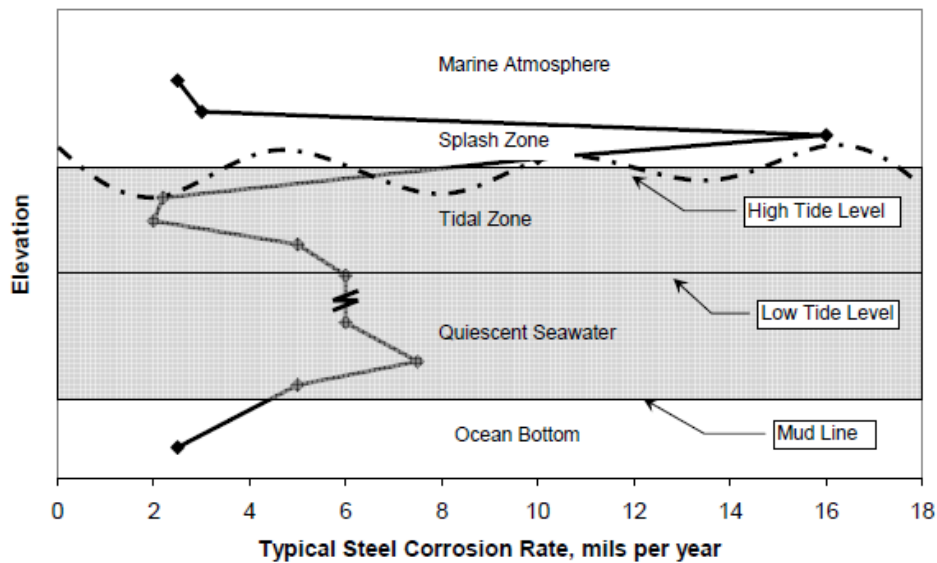 Marine Atmosphere
Splash Zone
High Tide Level
Tidal Zone
Low Tide Level
Quiescent Seawater
Ocean Bottom
Mud Line
Elevation
0 2 4 6 8 10 12 14 16 18
Typical Steel Corrosion Rate, mils per year